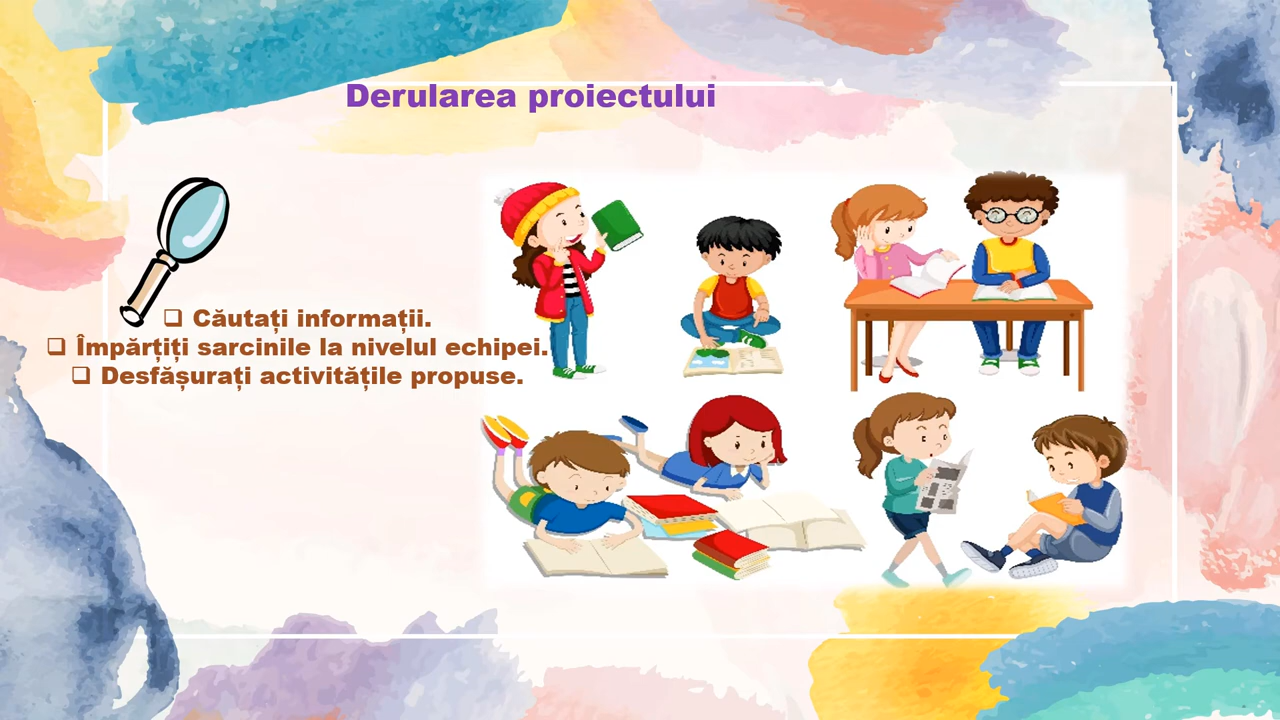 Derularea proiectului
❑ Căutați informații.
❑ Împărțiți sarcinile la nivelul echipei.
❑ Desfășurați activitățile propuse.